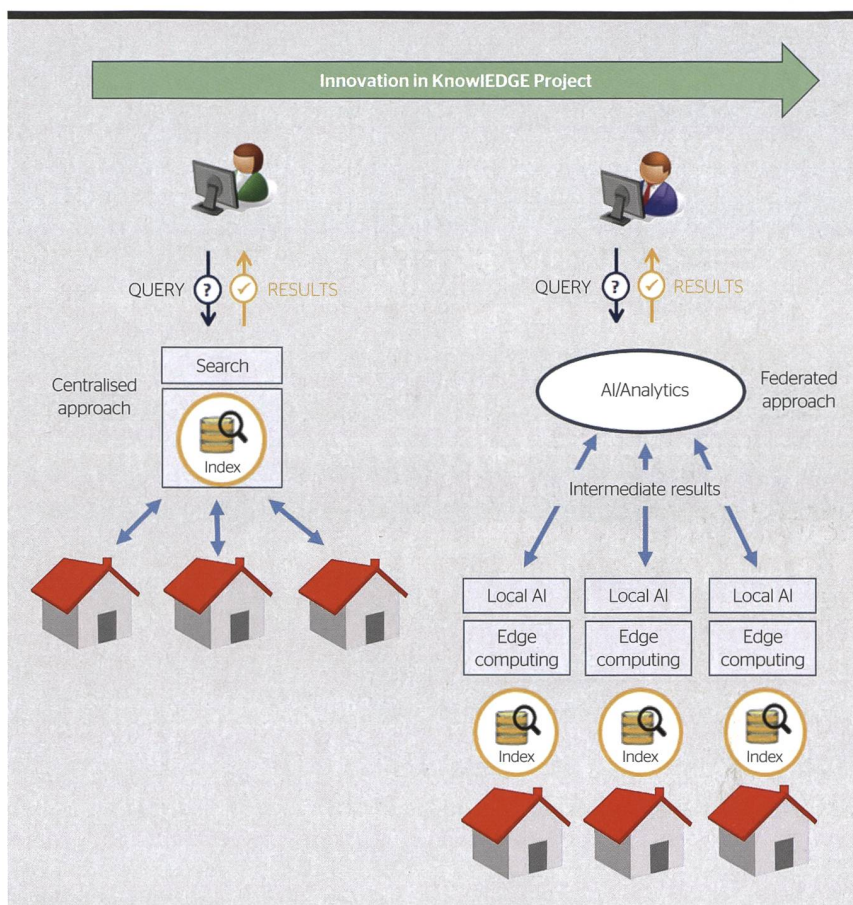 Innovation in KnowlEDGE Project
QUERY
?
RESULTS
Centralised
approach
Search
Index
QUERY
?
RESULTS
AI/Analytics
Federated
approach
Intermediate results
Local AI
Local AI
Local AI
Edge
computing
Edge
computing
Edge
computing
Index
Index
Index